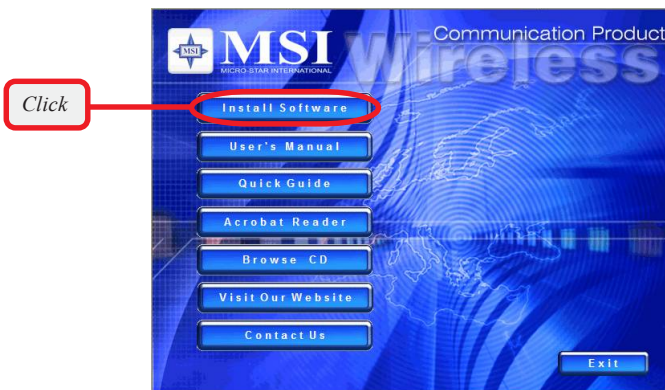 Communication Product
Wireless
MSI
MSI
MICRO-STAR INTERNATIONAL
Click
Install Software
User's Manual
Quick Guide
Acrobat Reader
Browse CD
Visit Our Website
Contact Us
Exit